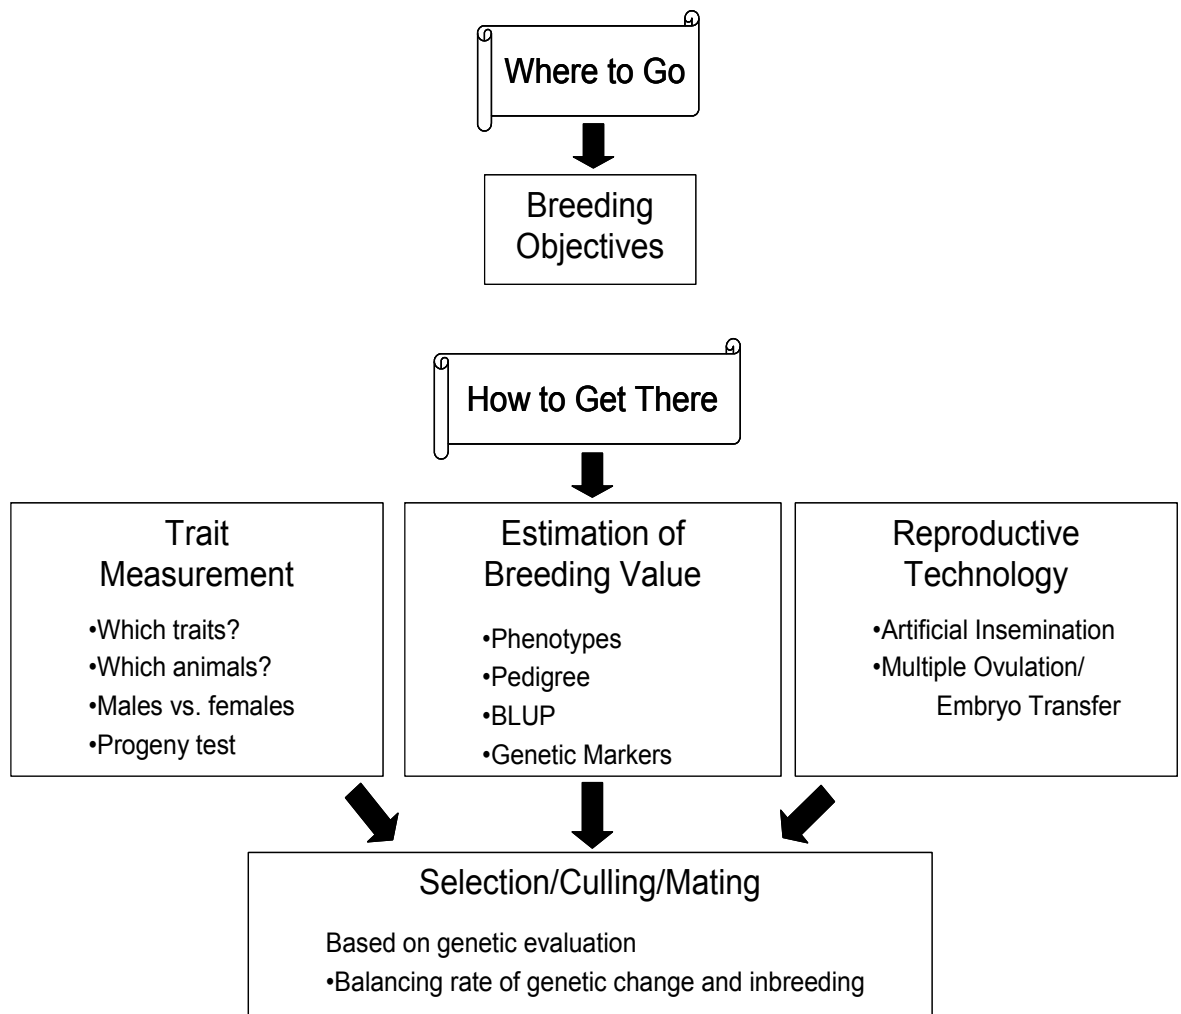 Where to Go
Breeding
Objectives
How to Get There
Trait
Measurement
•Which traits?
•Which animals?
•Males vs. females
•Progeny test
Estimation of
Breeding Value
•Phenotypes
•Pedigree
•BLUP
•Genetic Markers
Reproductive
Technology
•Artificial Insemination
•Multiple Ovulation/
Embryo Transfer
Selection/Culling/Mating
Based on genetic evaluation
•Balancing rate of genetic change and inbreeding